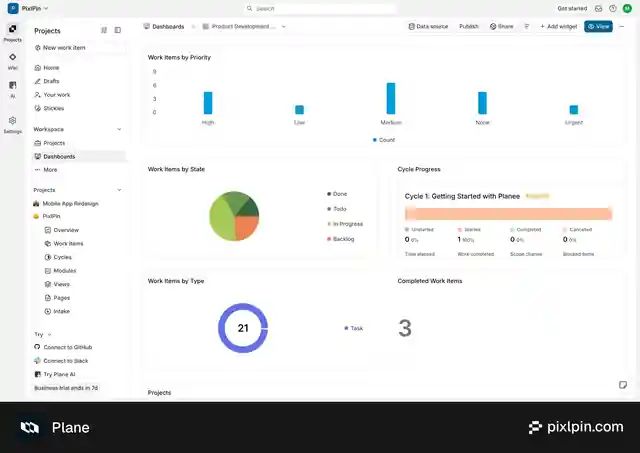 PixlPin
Search
Get started
M
Projects
Wiki
AI
Settings
Projects
New work item
Home
Drafts
Your work
Stickies
Workspace
Projects
Dashboards
More
Projects
Mobile App Redesign
PixlPin
Overview
Work items
Cycles
Modules
Views
Pages
Intake
Try
Connect to GitHub
Connect to Slack
Try Plane AI
Business trial ends in 7d
Dashboards
Product Development ...
Data source
Publish
Share
Add widget
View
Work Items by Priority
9
6
3
0
High
Low
Medium
None
Urgent
Count
Work Items by State
Done
Todo
In Progress
Backlog
Cycle Progress
Cycle 1: Getting Started with Planee
Unstarted
Started
Completed
Canceled
0 0%
1 100%
0 0%
0 0%
Time elapsed
Work completed
Scope change
Blocked items
Work Items by Type
21
Task
Completed Work Items
3
Projects
Plane
pixlpin.com